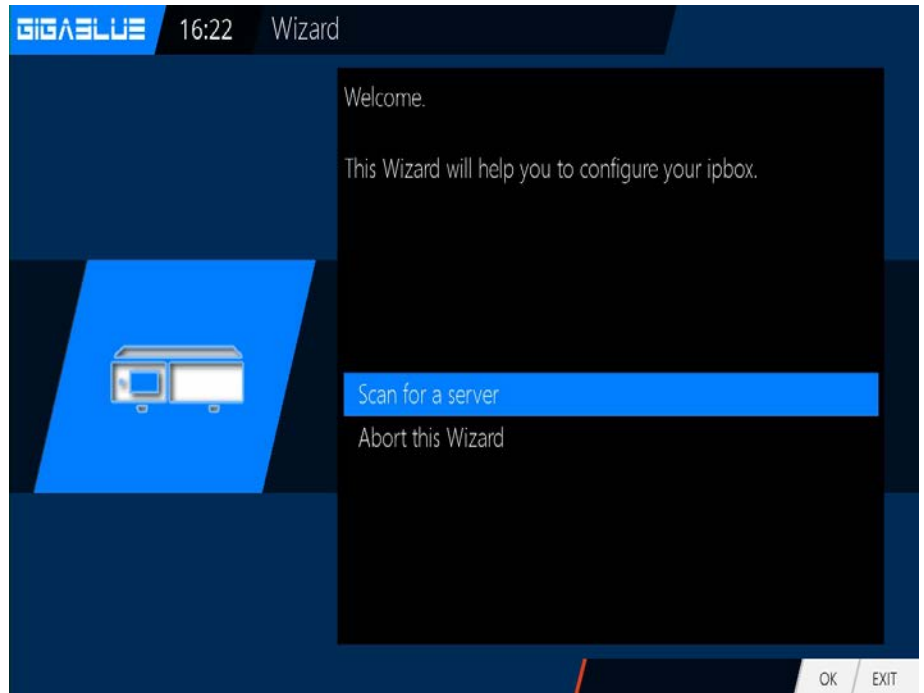 GIGABLUE 16:22 Wizard
Welcome.
This Wizard will help you to configure your ipbox.
Scan for a server
Abort this Wizard
OK EXIT